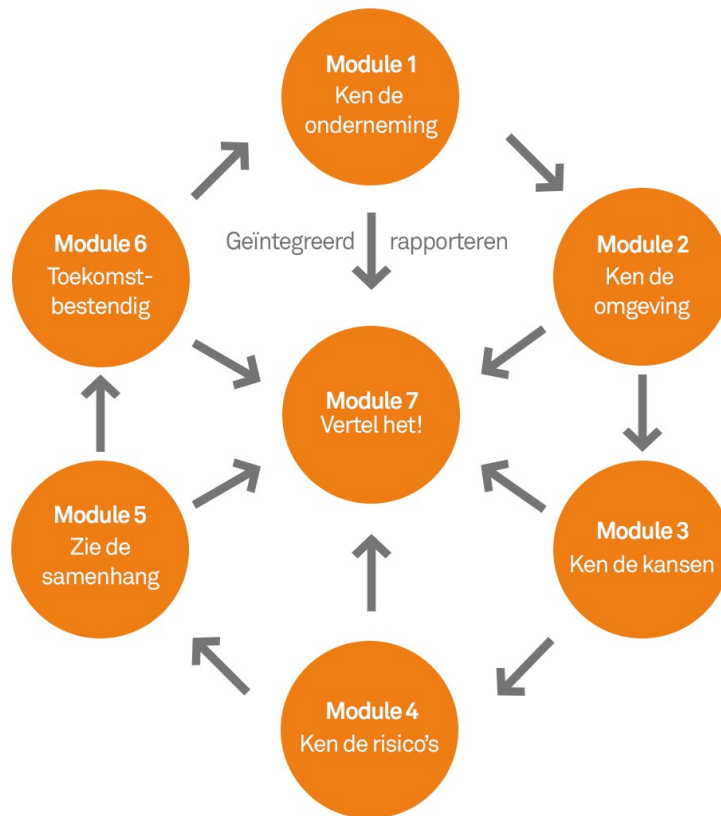 Module 1
Ken de
onderneming
Geïntegreerd rapporteren
Module 6
Toekomst-
bestendig
Module 2
Ken de
omgeving
Module 7
Vertel het!
Module 5
Zie de
samenhang
Module 3
Ken de kansen
Module 4
Ken de risico's